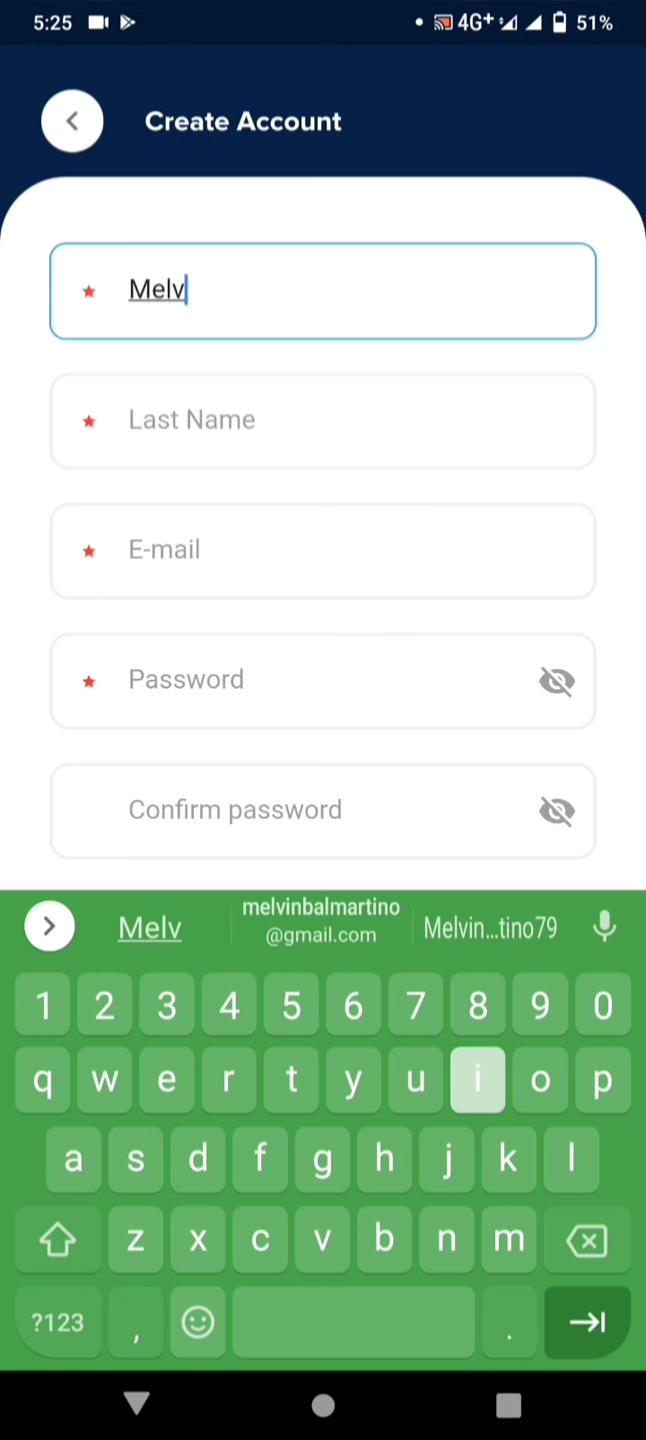 5:25 4G+ 51%
Create Account
Melv
Last Name
E-mail
Password
Confirm password
Melv melvinbalmartino@gmail.com Melvin...tino79
1 2 3 4 5 6 7 8 9 0
q w e r t y u i o p
a s d f g h j k l
z x c v b n m
?123 , .